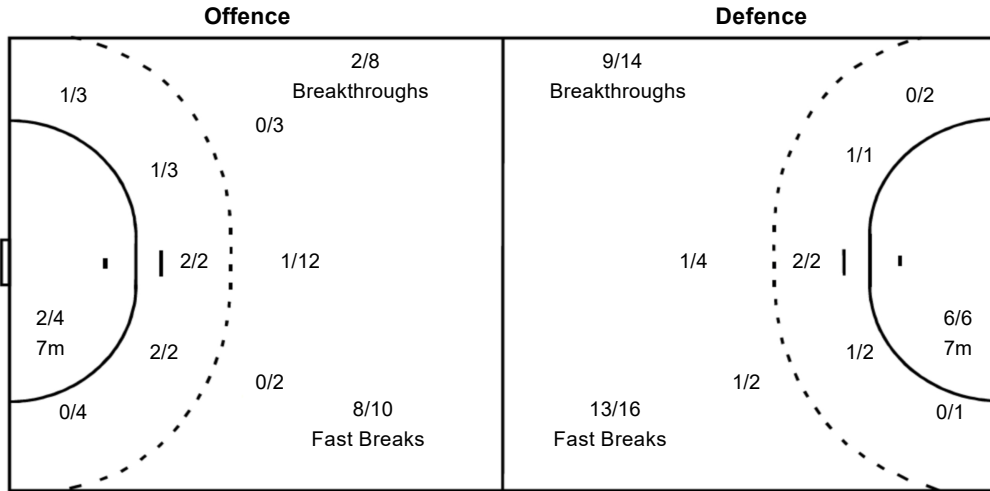 Offence
Defence
2/8
Breakthroughs
9/14
Breakthroughs
1/3
0/2
0/3
1/3
1/1
2/2
1/12
1/4
2/2
2/4
7m
6/6
7m
2/2
1/2
0/2
1/2
0/4
8/10
Fast Breaks
13/16
Fast Breaks
0/1